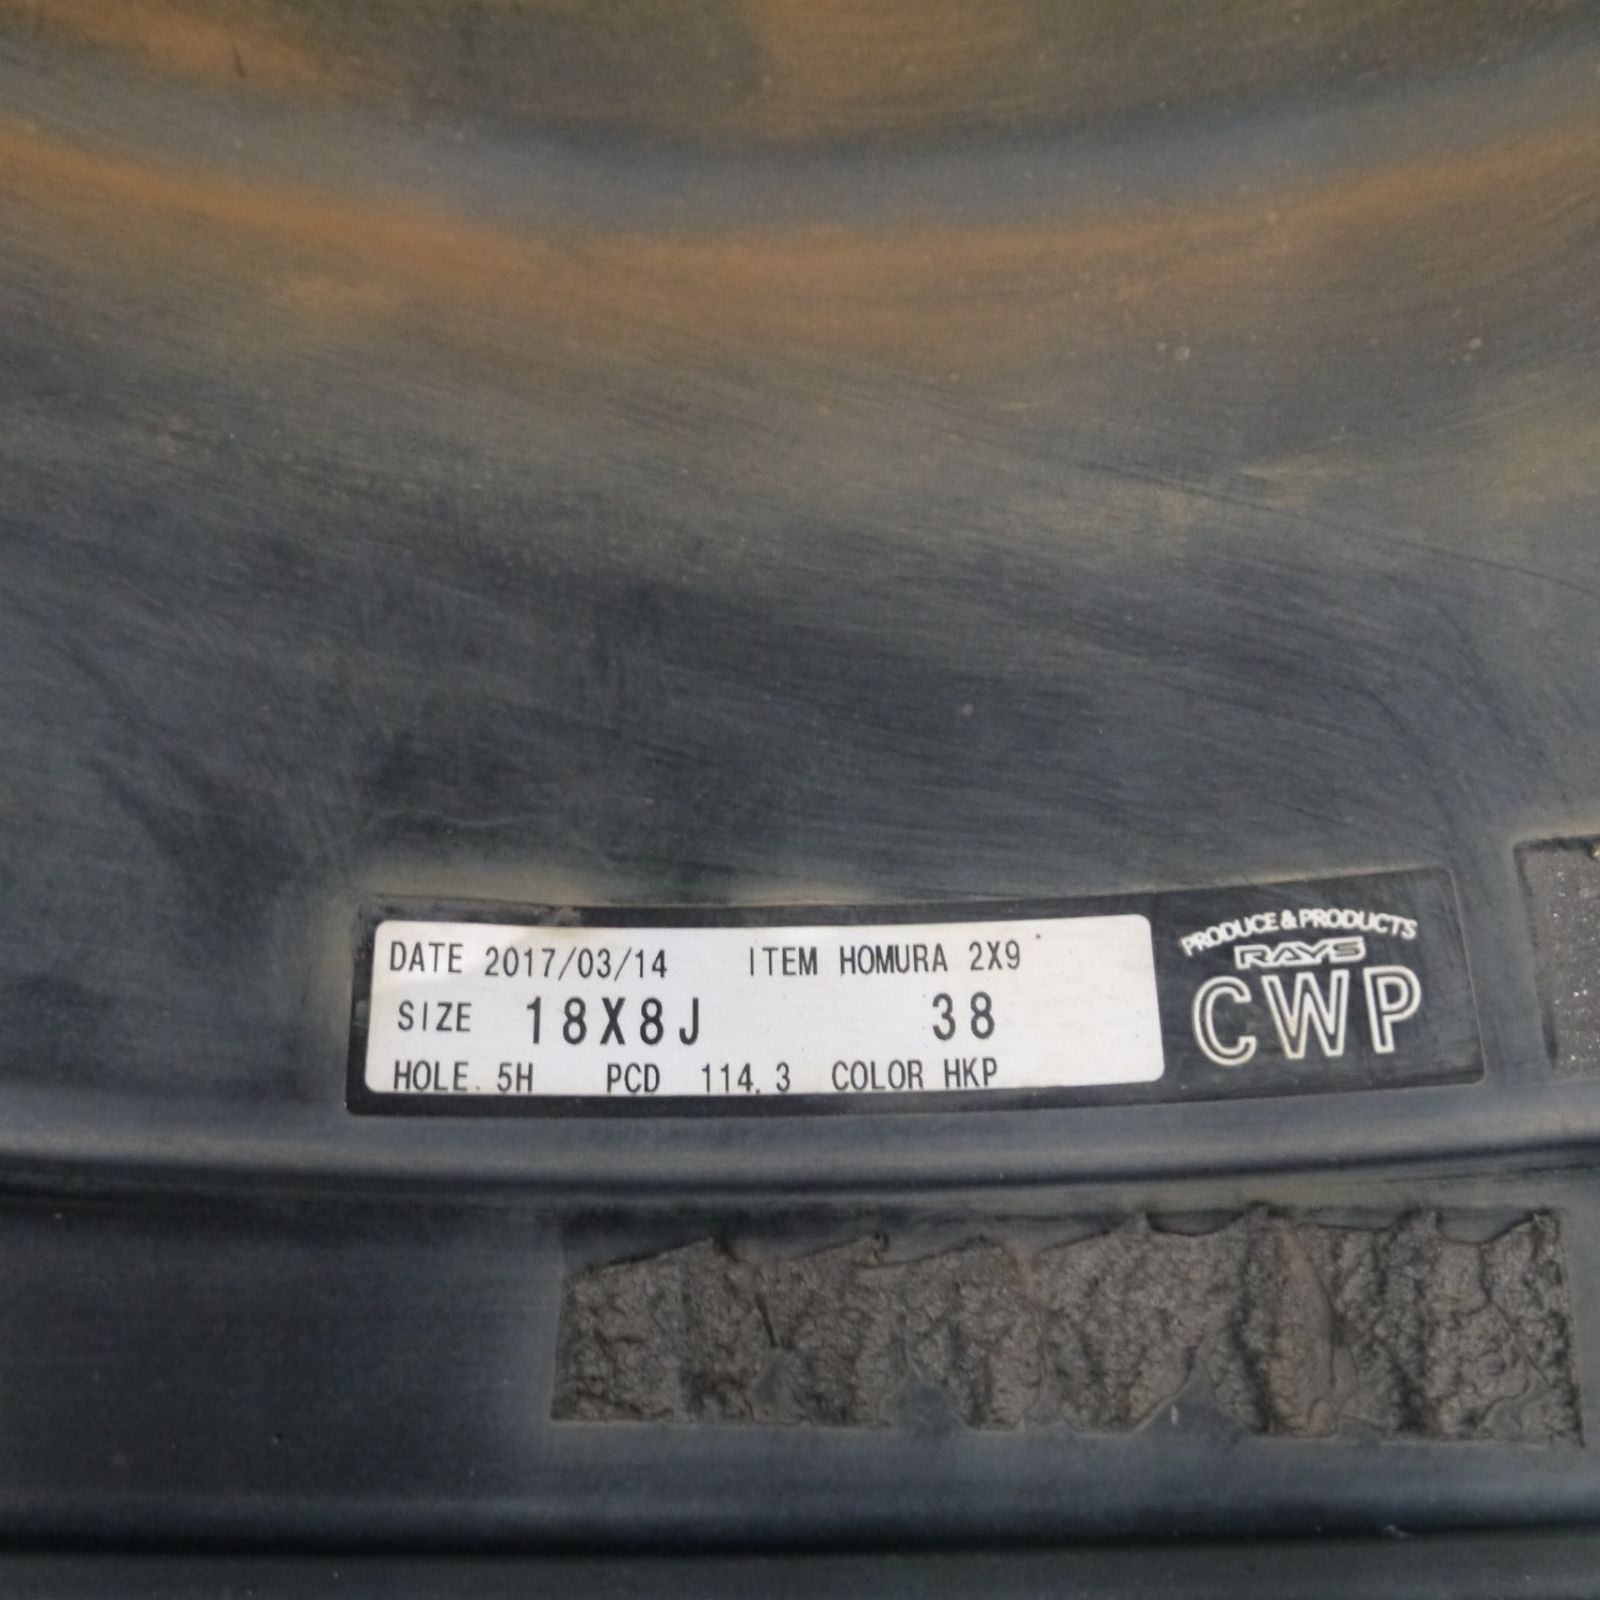 DATE 2017/03/14 ITEM HOMURA 2X9
SIZE 18X8J 38
HOLE. 5H PCD 114.3 COLOR HKP
PRODUCE & PRODUCTS
RAYS
CWP